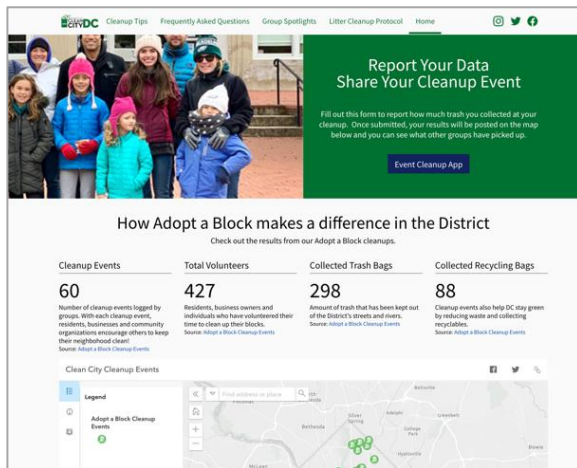 CLEAN
CITYDC
Cleanup Tips
Frequently Asked Questions
Group Spotlights
Litter Cleanup Protocol
Home
Report Your Data
Share Your Cleanup Event
Fill out this form to report how much trash you collected at your
cleanup. Once submitted, your results will be posted on the map
below and you can see what other groups have picked up.
Event Cleanup App
How Adopt a Block makes a difference in the District
Check out the results from our Adopt a Block cleanups.
Cleanup Events
60
Number of cleanup events logged by
groups. With each cleanup event,
residents, businesses and community
organizations encourage others to keep
their neighbohood clean!
Source: Adopt a Block Cleanup Events
Total Volunteers
427
Residents, business owners and
individuals who have volunteered their
time to clean up their blocks.
Source: Adopt a Block Cleanup Events
Collected Trash Bags
298
Amount of trash that has been kept out
of the District's streets and rivers.
Source: Adopt a Block Cleanup Events
Collected Recycling Bags
88
Cleanup events also help DC stay green
by reducing waste and collecting
recyclables.
Source: Adopt a Block Cleanup Events
Clean City Cleanup Events
Legend
Adopt a Block Cleanup
Events
Find address or place
Potomac
Beltsville
Silver
Spring
Adelphi
Greenbelt
Bethesda
College
Park
Hyattsville
McLean
Bowie